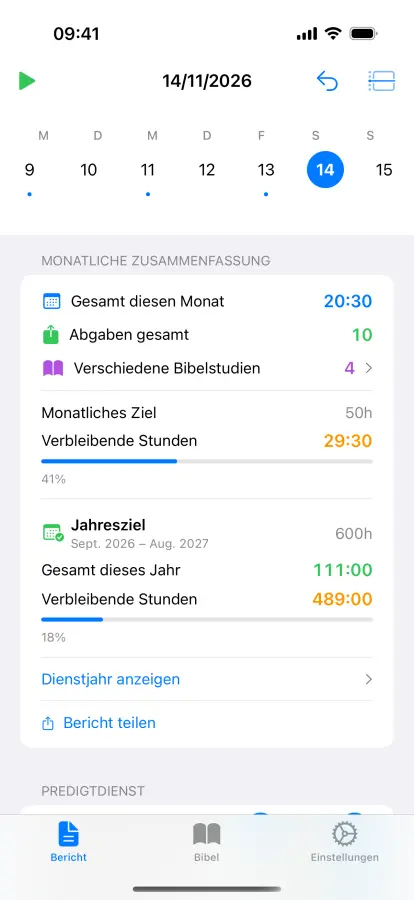 09:41
14/11/2026
M D M D F S S
9 10 11 12 13 14 15
MONATLICHE ZUSAMMENFASSUNG
Gesamt diesen Monat 20:30
Abgaben gesamt 10
Verschiedene Bibelstudien 4
Monatliches Ziel 50h
Verbleibende Stunden 29:30
41%
Jahresziel 600h
Sept. 2026 – Aug. 2027
Gesamt dieses Jahr 111:00
Verbleibende Stunden 489:00
18%
Dienstjahr anzeigen
Bericht teilen
PREDIGTDIENST
Bericht Bibel Einstellungen